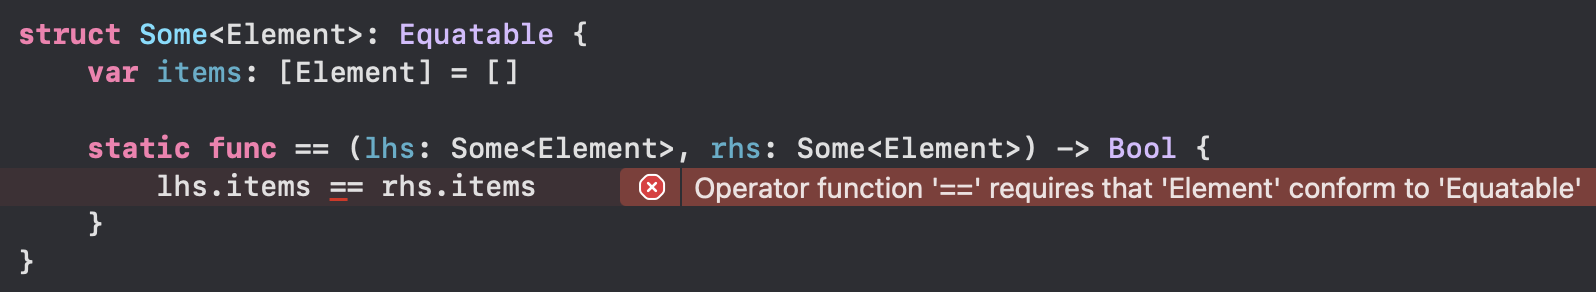 struct Some<Element>: Equatable {
    var items: [Element] = []

    static func == (lhs: Some<Element>, rhs: Some<Element>) -> Bool {
        lhs.items == rhs.items Operator function '==' requires that 'Element' conform to 'Equatable'
    }
}